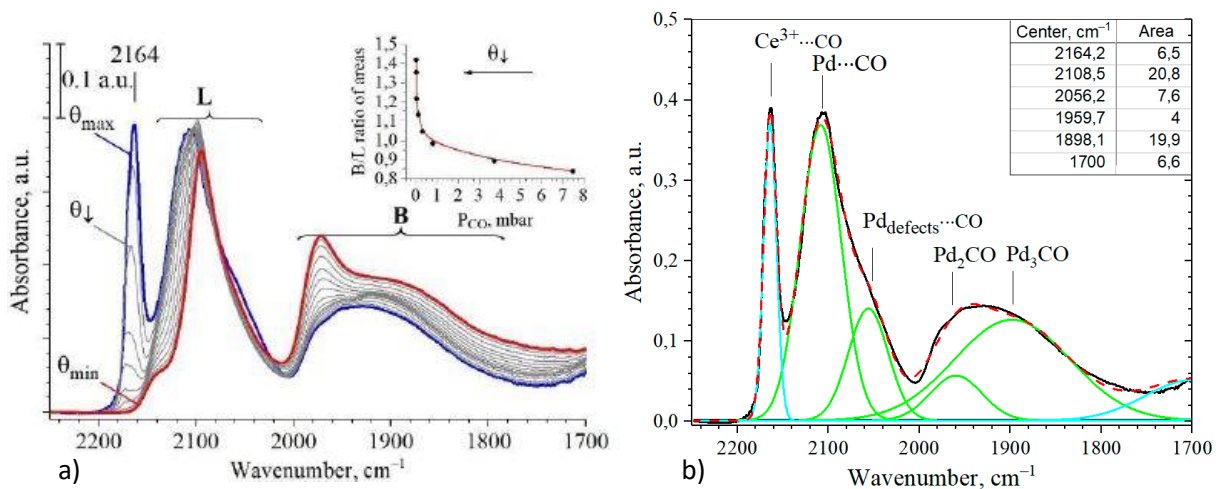 2164
0.1 a.u.
θmax
θ↓
θmin
L
B
Absorbance, a.u.
2200 2100 2000 1900 1800 1700
Wavenumber, cm⁻¹
a)
1,5
1,4
1,3
1,2
1,1
1,0
0,9
0,8
B/L ratio of areas
θ↓
0 1 2 3 4 5 6 7 8
P_CO, mbar
0,5
0,4
0,3
0,2
0,1
0,0
Absorbance, a.u.
Ce³⁺···CO
Pd···CO
Pd_defects···CO
Pd₂CO
Pd₃CO
Center, cm⁻¹ Area
2164,2 6,5
2108,5 20,8
2056,2 7,6
1959,7 4
1898,1 19,9
1700 6,6
2200 2100 2000 1900 1800 1700
Wavenumber, cm⁻¹
b)